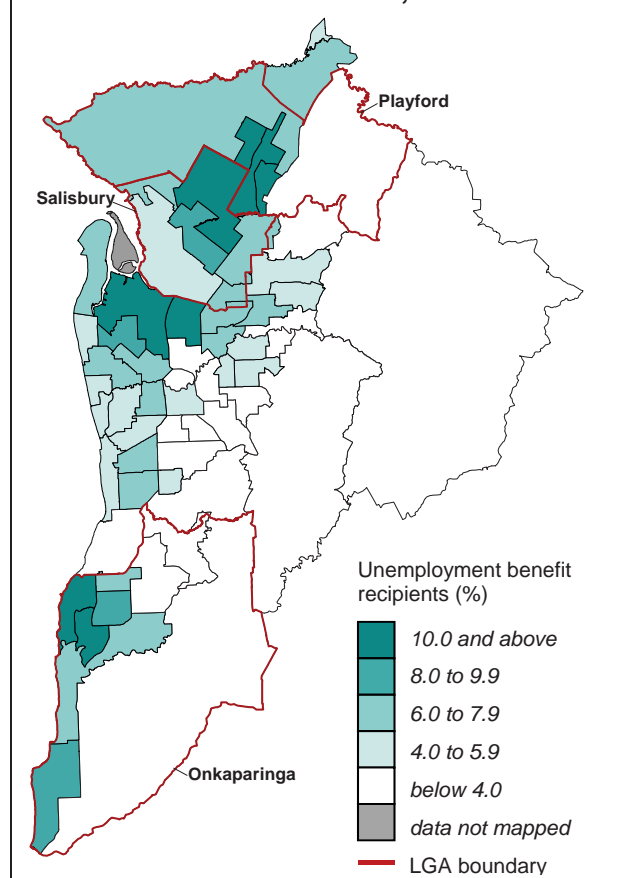 Playford
Salisbury
Unemployment benefit
recipients (%)
10.0 and above
8.0 to 9.9
6.0 to 7.9
4.0 to 5.9
below 4.0
Onkaparinga
data not mapped
LGA boundary